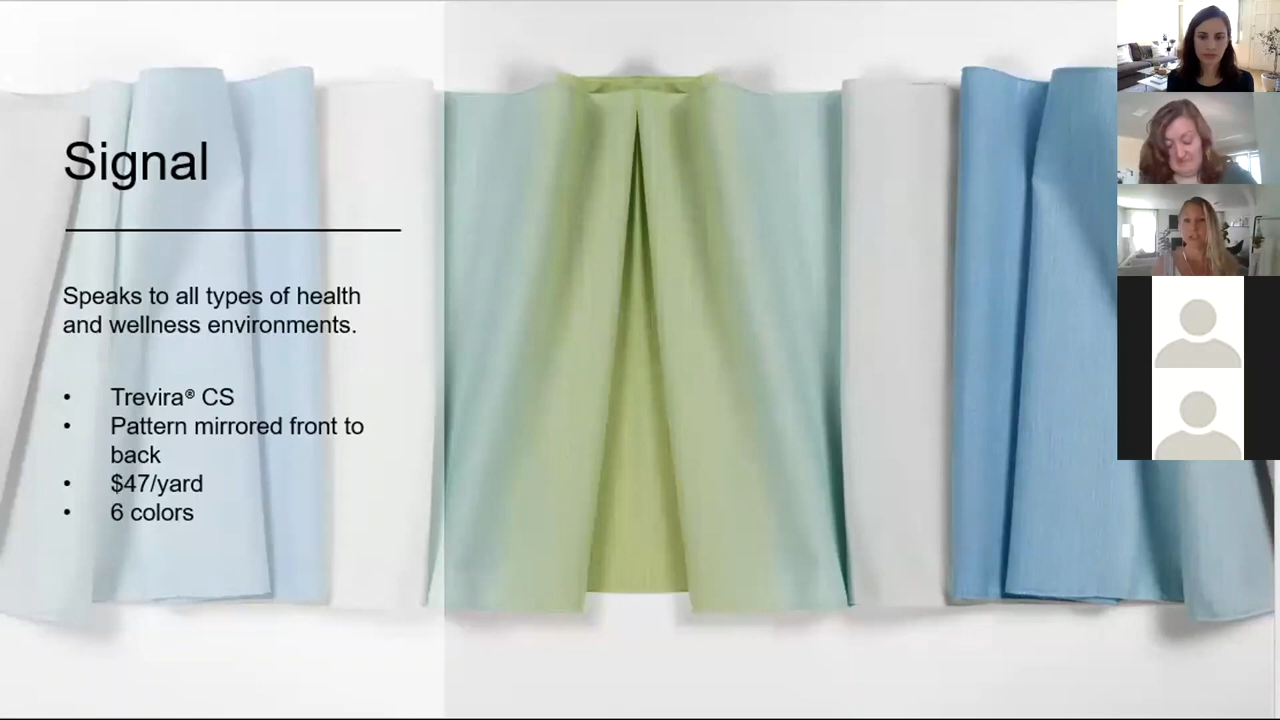 Signal
Speaks to all types of health
and wellness environments.
• Trevira® CS
• Pattern mirrored front to
back
• $47/yard
• 6 colors